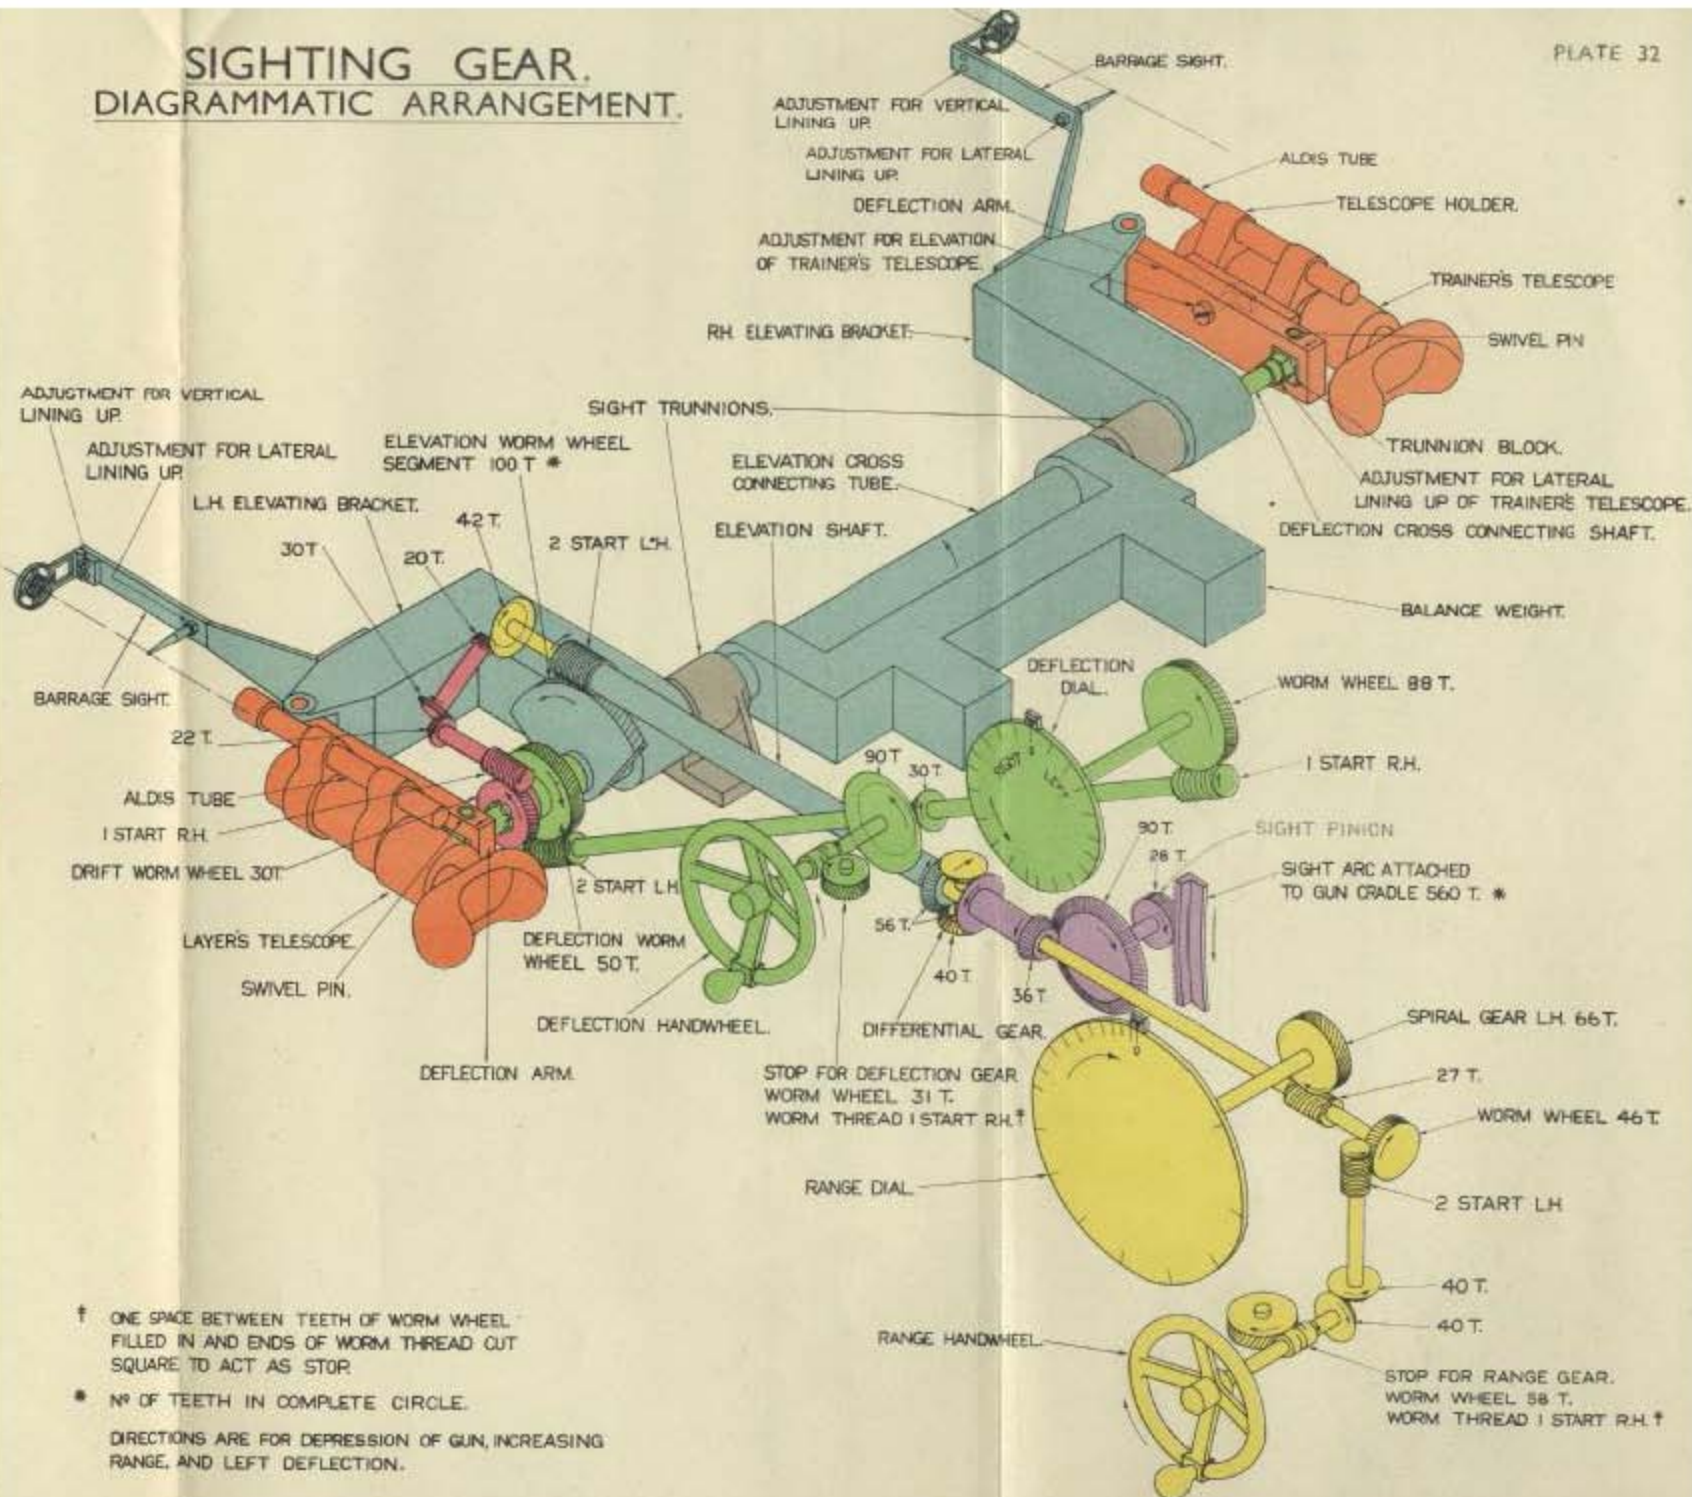 SIGHTING GEAR.
DIAGRAMMATIC ARRANGEMENT.
PLATE 32
BARRAGE SIGHT.
ADJUSTMENT FOR VERTICAL
LINING UP.
ADJUSTMENT FOR LATERAL
LINING UP.
ALDIS TUBE
TELESCOPE HOLDER.
DEFLECTION ARM.
ADJUSTMENT FOR ELEVATION
OF TRAINER'S TELESCOPE.
TRAINER'S TELESCOPE
RH. ELEVATING BRACKET.
SWIVEL PIN
SIGHT TRUNNIONS.
TRUNNION BLOCK.
ADJUSTMENT FOR LATERAL
LINING UP OF TRAINER'S TELESCOPE.
DEFLECTION CROSS CONNECTING SHAFT.
ADJUSTMENT FOR VERTICAL
LINING UP.
ADJUSTMENT FOR LATERAL
LINING UP.
ELEVATION WORM WHEEL
SEGMENT 100 T *
ELEVATION CROSS
CONNECTING TUBE.
L.H. ELEVATING BRACKET.
42 T.
30T
20 T.
2 START L.H.
ELEVATION SHAFT.
BALANCE WEIGHT.
BARRAGE SIGHT.
22 T.
DEFLECTION
DIAL.
WORM WHEEL 88 T.
RIGHT
LEFT
90T
30T
1 START R.H.
ALDIS TUBE
1 START R.H.
DRIFT WORM WHEEL 30T.
2 START LH
90 T.
28 T.
SIGHT PINION
SIGHT ARC ATTACHED
TO GUN CRADLE 560 T. *
LAYER'S TELESCOPE.
SWIVEL PIN.
DEFLECTION WORM
WHEEL 50 T.
56 T.
40 T.
36 T
DEFLECTION HANDWHEEL.
DIFFERENTIAL GEAR.
SPIRAL GEAR L.H. 66T.
DEFLECTION ARM.
STOP FOR DEFLECTION GEAR
WORM WHEEL 31 T.
WORM THREAD 1 START R.H.†
0
27 T.
WORM WHEEL 46T.
RANGE DIAL
2 START L.H
40 T.
40 T.
RANGE HANDWHEEL.
STOP FOR RANGE GEAR.
WORM WHEEL 58 T.
WORM THREAD 1 START R.H.†
† ONE SPACE BETWEEN TEETH OF WORM WHEEL
FILLED IN AND ENDS OF WORM THREAD CUT
SQUARE TO ACT AS STOP.
* Nº OF TEETH IN COMPLETE CIRCLE.
DIRECTIONS ARE FOR DEPRESSION OF GUN, INCREASING
RANGE, AND LEFT DEFLECTION.